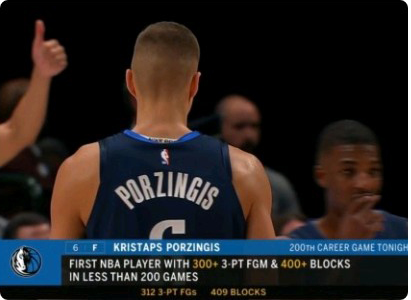 PORZINGIS
6
6 F KRISTAPS PORZINGIS 200TH CAREER GAME TONIGH
FIRST NBA PLAYER WITH 300+ 3-PT FGM & 400+ BLOCKS
IN LESS THAN 200 GAMES
312 3-PT FGs 409 BLOCKS